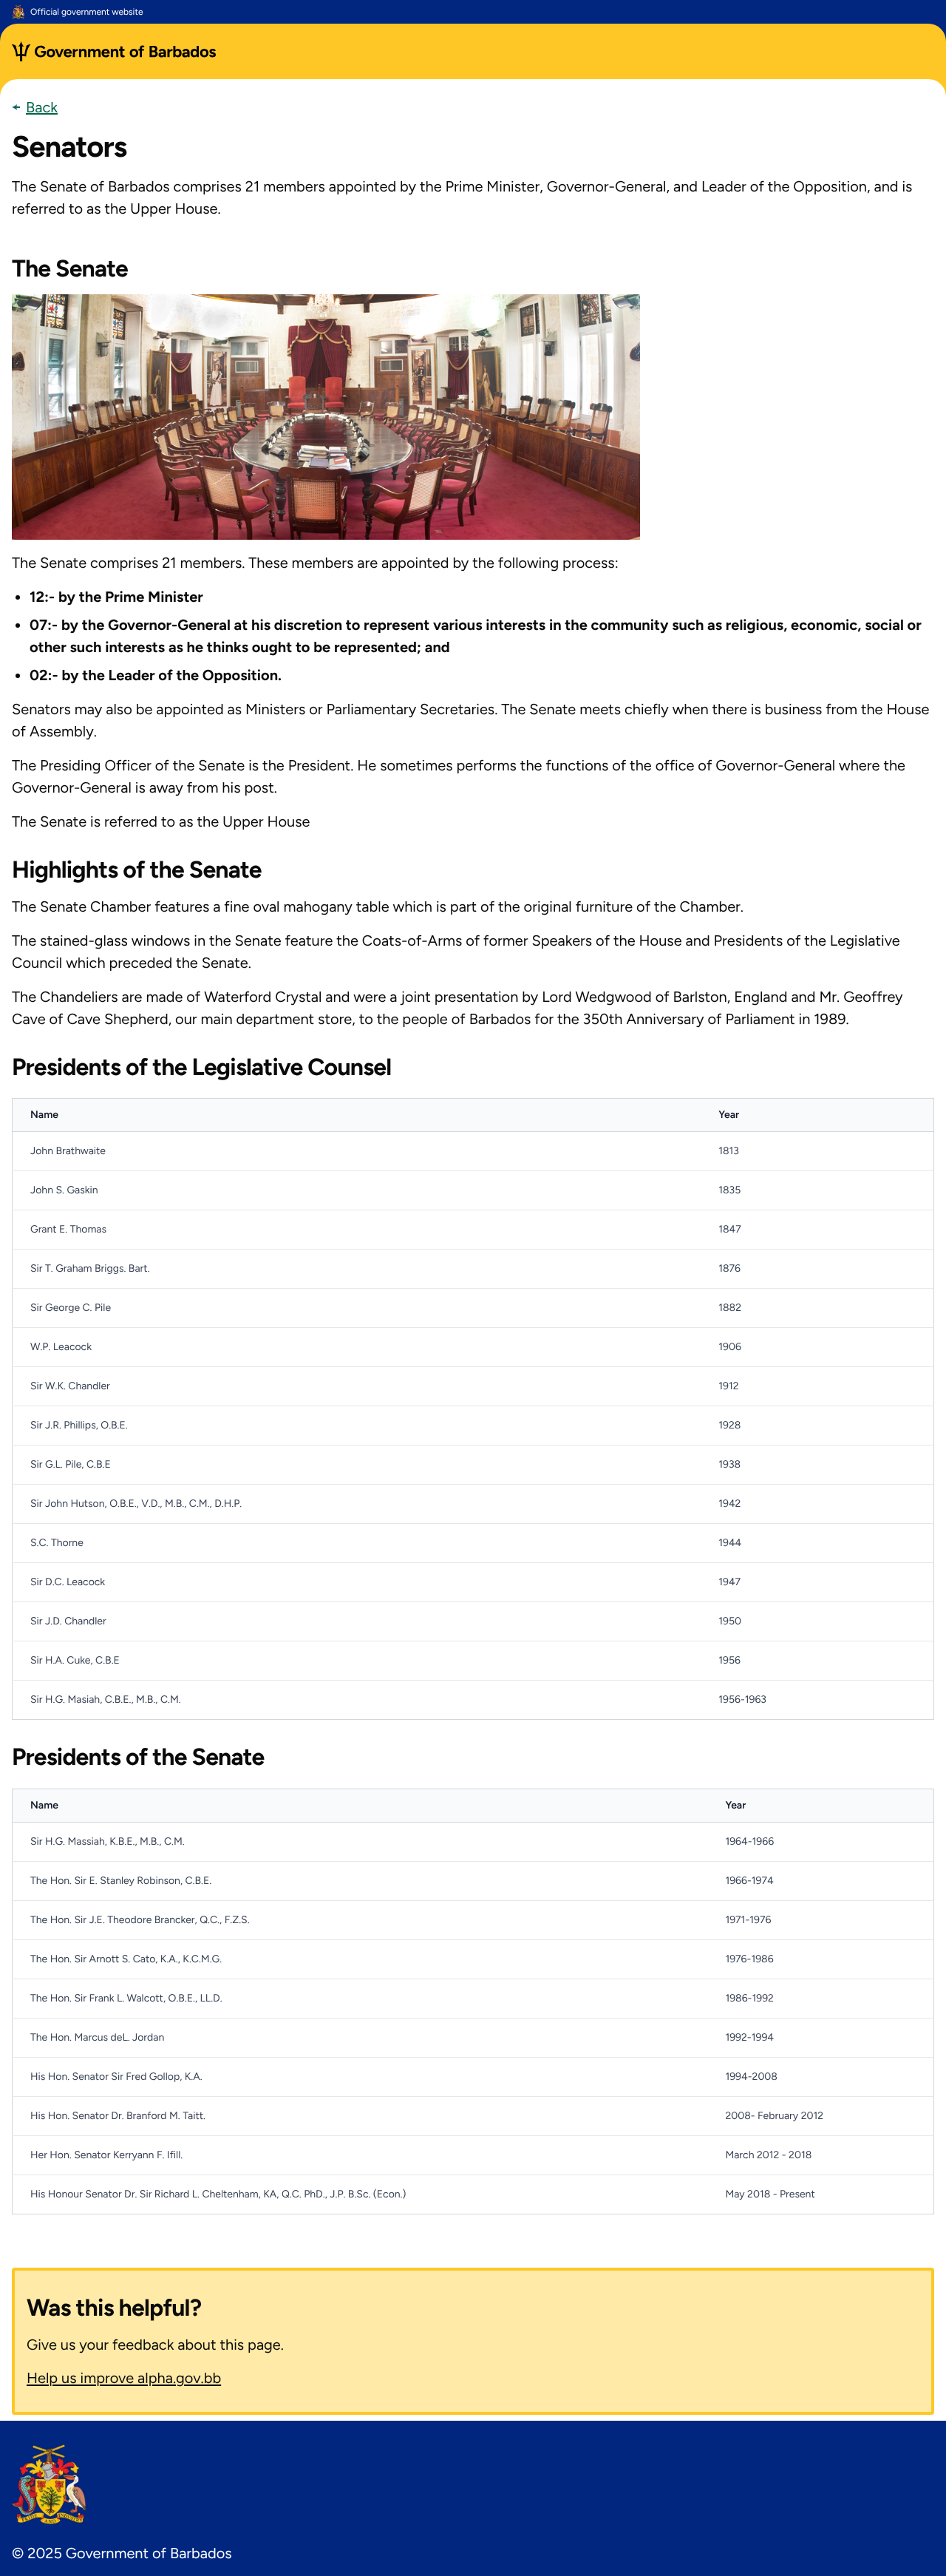 Official government website
Government of Barbados
Back
Senators
The Senate of Barbados comprises 21 members appointed by the Prime Minister, Governor-General, and Leader of the Opposition, and is
referred to as the Upper House.
The Senate
The Senate comprises 21 members. These members are appointed by the following process:
• 12:- by the Prime Minister
• 07:- by the Governor-General at his discretion to represent various interests in the community such as religious, economic, social or
other such interests as he thinks ought to be represented; and
• 02:- by the Leader of the Opposition.
Senators may also be appointed as Ministers or Parliamentary Secretaries. The Senate meets chiefly when there is business from the House
of Assembly.
The Presiding Officer of the Senate is the President. He sometimes performs the functions of the office of Governor-General where the
Governor-General is away from his post.
The Senate is referred to as the Upper House
Highlights of the Senate
The Senate Chamber features a fine oval mahogany table which is part of the original furniture of the Chamber.
The stained-glass windows in the Senate feature the Coats-of-Arms of former Speakers of the House and Presidents of the Legislative
Council which preceded the Senate.
The Chandeliers are made of Waterford Crystal and were a joint presentation by Lord Wedgwood of Barlston, England and Mr. Geoffrey
Cave of Cave Shepherd, our main department store, to the people of Barbados for the 350th Anniversary of Parliament in 1989.
Presidents of the Legislative Counsel
Name Year
John Brathwaite 1813
John S. Gaskin 1835
Grant E. Thomas 1847
Sir T. Graham Briggs. Bart. 1876
Sir George C. Pile 1882
W.P. Leacock 1906
Sir W.K. Chandler 1912
Sir J.R. Phillips, O.B.E. 1928
Sir G.L. Pile, C.B.E 1938
Sir John Hutson, O.B.E., V.D., M.B., C.M., D.H.P. 1942
S.C. Thorne 1944
Sir D.C. Leacock 1947
Sir J.D. Chandler 1950
Sir H.A. Cuke, C.B.E 1956
Sir H.G. Masiah, C.B.E., M.B., C.M. 1956-1963
Presidents of the Senate
Name Year
Sir H.G. Massiah, K.B.E., M.B., C.M. 1964-1966
The Hon. Sir E. Stanley Robinson, C.B.E. 1966-1974
The Hon. Sir J.E. Theodore Brancker, Q.C., F.Z.S. 1971-1976
The Hon. Sir Arnott S. Cato, K.A., K.C.M.G. 1976-1986
The Hon. Sir Frank L. Walcott, O.B.E., LL.D. 1986-1992
The Hon. Marcus deL. Jordan 1992-1994
His Hon. Senator Sir Fred Gollop, K.A. 1994-2008
His Hon. Senator Dr. Branford M. Taitt. 2008- February 2012
Her Hon. Senator Kerryann F. Ifill. March 2012 - 2018
His Honour Senator Dr. Sir Richard L. Cheltenham, KA, Q.C. PhD., J.P. B.Sc. (Econ.) May 2018 - Present
Was this helpful?
Give us your feedback about this page.
Help us improve alpha.gov.bb
PRIDE AND INDUSTRY
© 2025 Government of Barbados